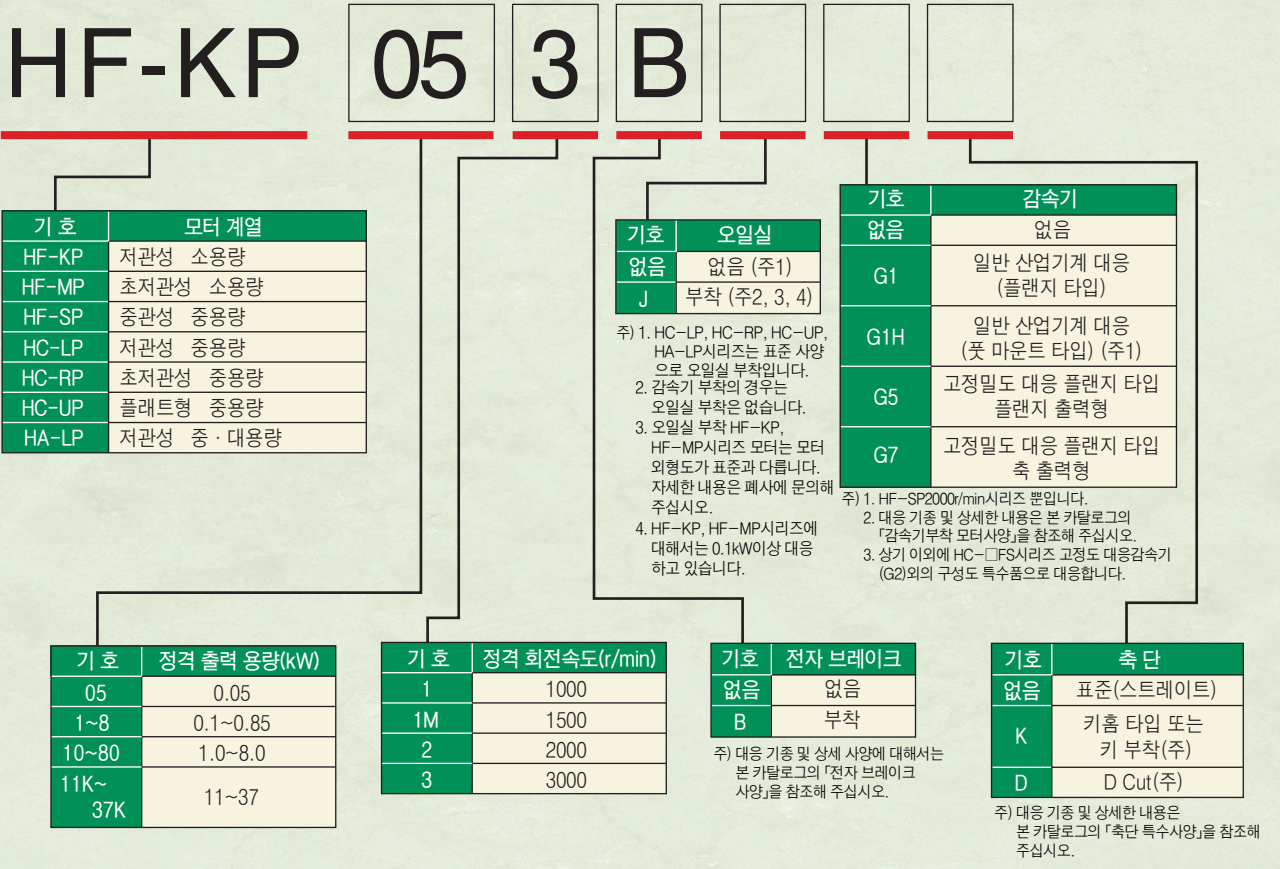 HF-KP 05 3 B
기 호 모터 계열
HF-KP 저관성 소용량
HF-MP 초저관성 소용량
HF-SP 중관성 중용량
HC-LP 저관성 중용량
HC-RP 초저관성 중용량
HC-UP 플래트형 중용량
HA-LP 저관성 중 · 대용량
기호 오일실
없음 없음 (주1)
J 부착 (주2, 3, 4)
주) 1. HC-LP, HC-RP, HC-UP,
HA-LP시리즈는 표준 사양
으로 오일실 부착입니다.
2. 감속기 부착의 경우는
오일실 부착은 없습니다.
3. 오일실 부착 HF-KP,
HF-MP시리즈 모터는 모터
외형도가 표준과 다릅니다.
자세한 내용은 폐사에 문의해
주십시오.
4. HF-KP, HF-MP시리즈에
대해서는 0.1kW이상 대응
하고 있습니다.
기호 감속기
없음 없음
G1 일반 산업기계 대응
(플랜지 타입)
G1H 일반 산업기계 대응
(풋 마운트 타입) (주1)
G5 고정밀도 대응 플랜지 타입
플랜지 출력형
G7 고정밀도 대응 플랜지 타입
축 출력형
주) 1. HF-SP2000r/min시리즈 뿐입니다.
2. 대응 기종 및 상세한 내용은 본 카탈로그의
「감속기부착 모터사양」을 참조해 주십시오.
3. 상기 이외에 HC-□FS시리즈 고정도 대응감속기
(G2)외의 구성도 특수품으로 대응합니다.
기 호 정격 출력 용량(kW)
05 0.05
1~8 0.1~0.85
10~80 1.0~8.0
11K~
37K 11~37
기 호 정격 회전속도(r/min)
1 1000
1M 1500
2 2000
3 3000
기호 전자 브레이크
없음 없음
B 부착
주) 대응 기종 및 상세 사양에 대해서는
본 카탈로그의 「전자 브레이크
사양」을 참조해 주십시오.
기호 축 단
없음 표준(스트레이트)
K 키홈 타입 또는
키 부착(주)
D D Cut(주)
주) 대응 기종 및 상세한 내용은
본 카탈로그의 「축단 특수사양」을 참조해
주십시오.